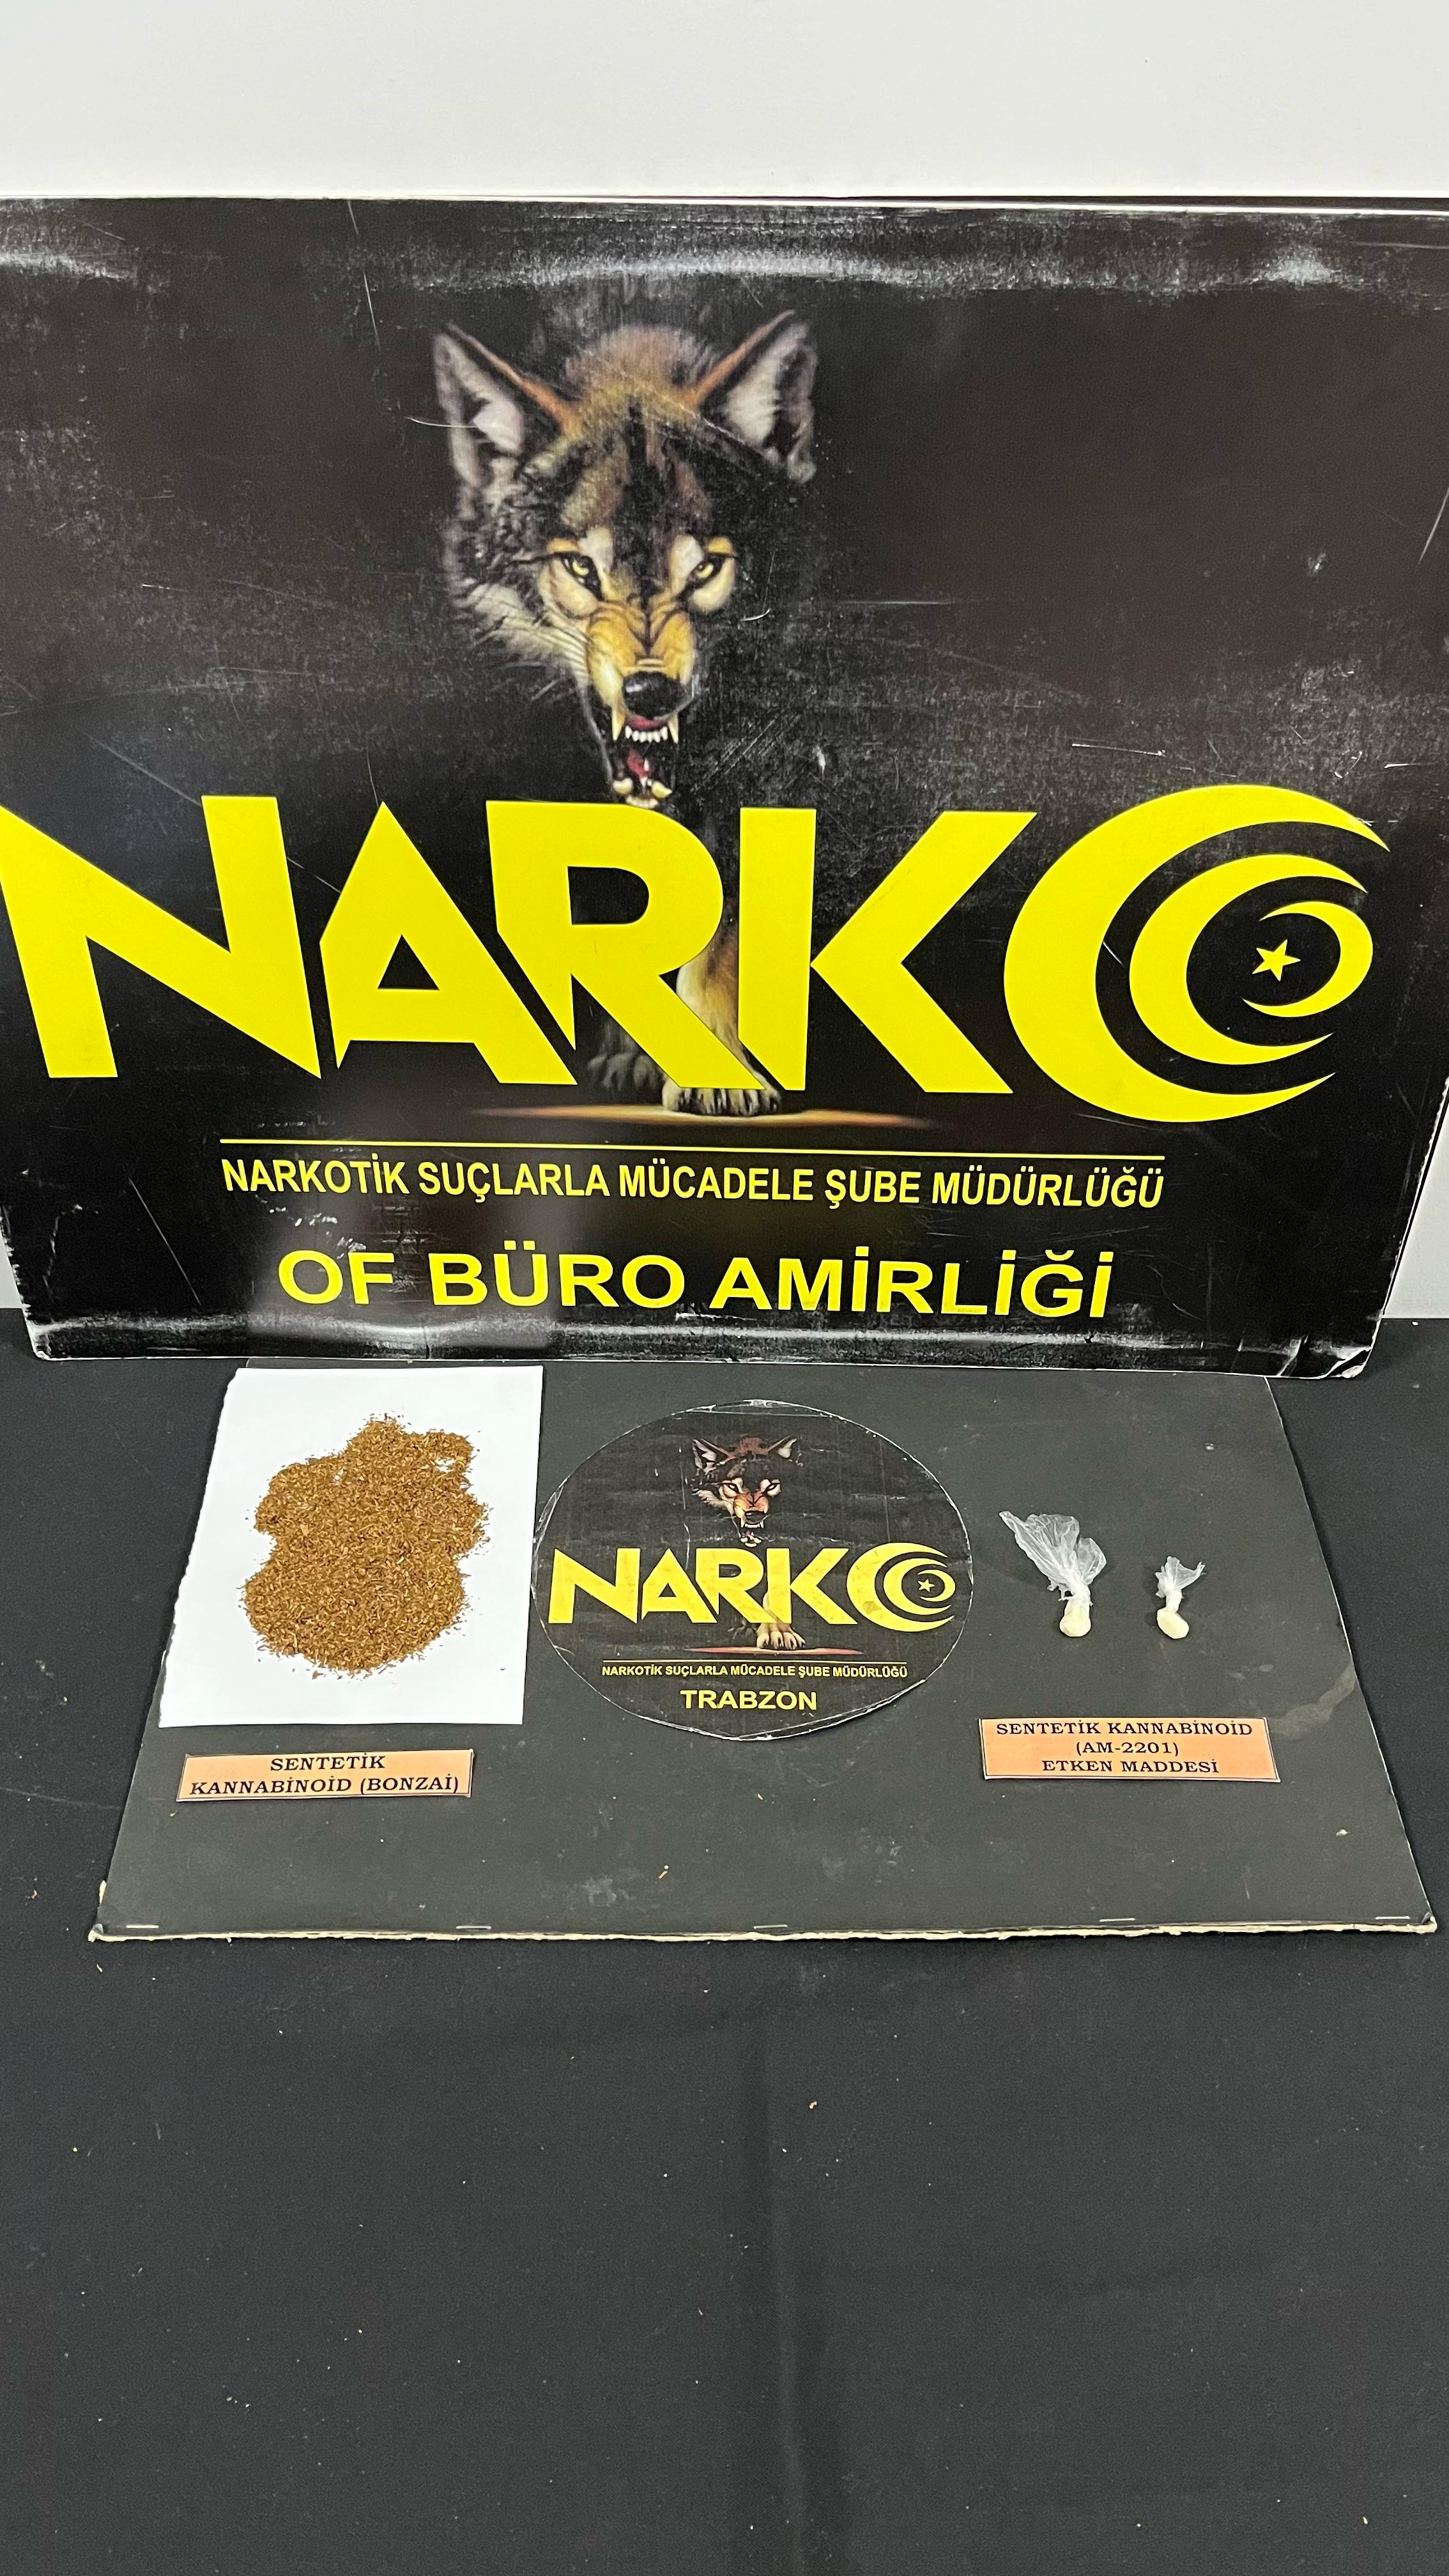 NARKO
NARKOTİK SUÇLARLA MÜCADELE ŞUBE MÜDÜRLÜĞÜ
OF BÜRO AMİRLİĞİ
NARKO
NARKOTİK SUÇLARLA MÜCADELE ŞUBE MÜDÜRLÜĞÜ
TRABZON
SENTETİK
KANNABİNOİD (BONZAİ)
SENTETİK KANNABİNOİD
(AM-2201)
ETKEN MADDESİ